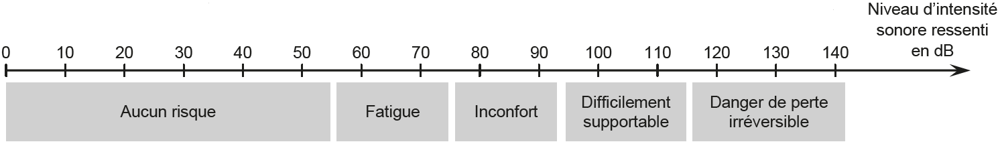 Niveau d'intensité
sonore ressenti
en dB
0 10 20 30 40 50 60 70 80 90 100 110 120 130 140
Aucun risque
Fatigue
Inconfort
Difficilement
supportable
Danger de perte
irréversible